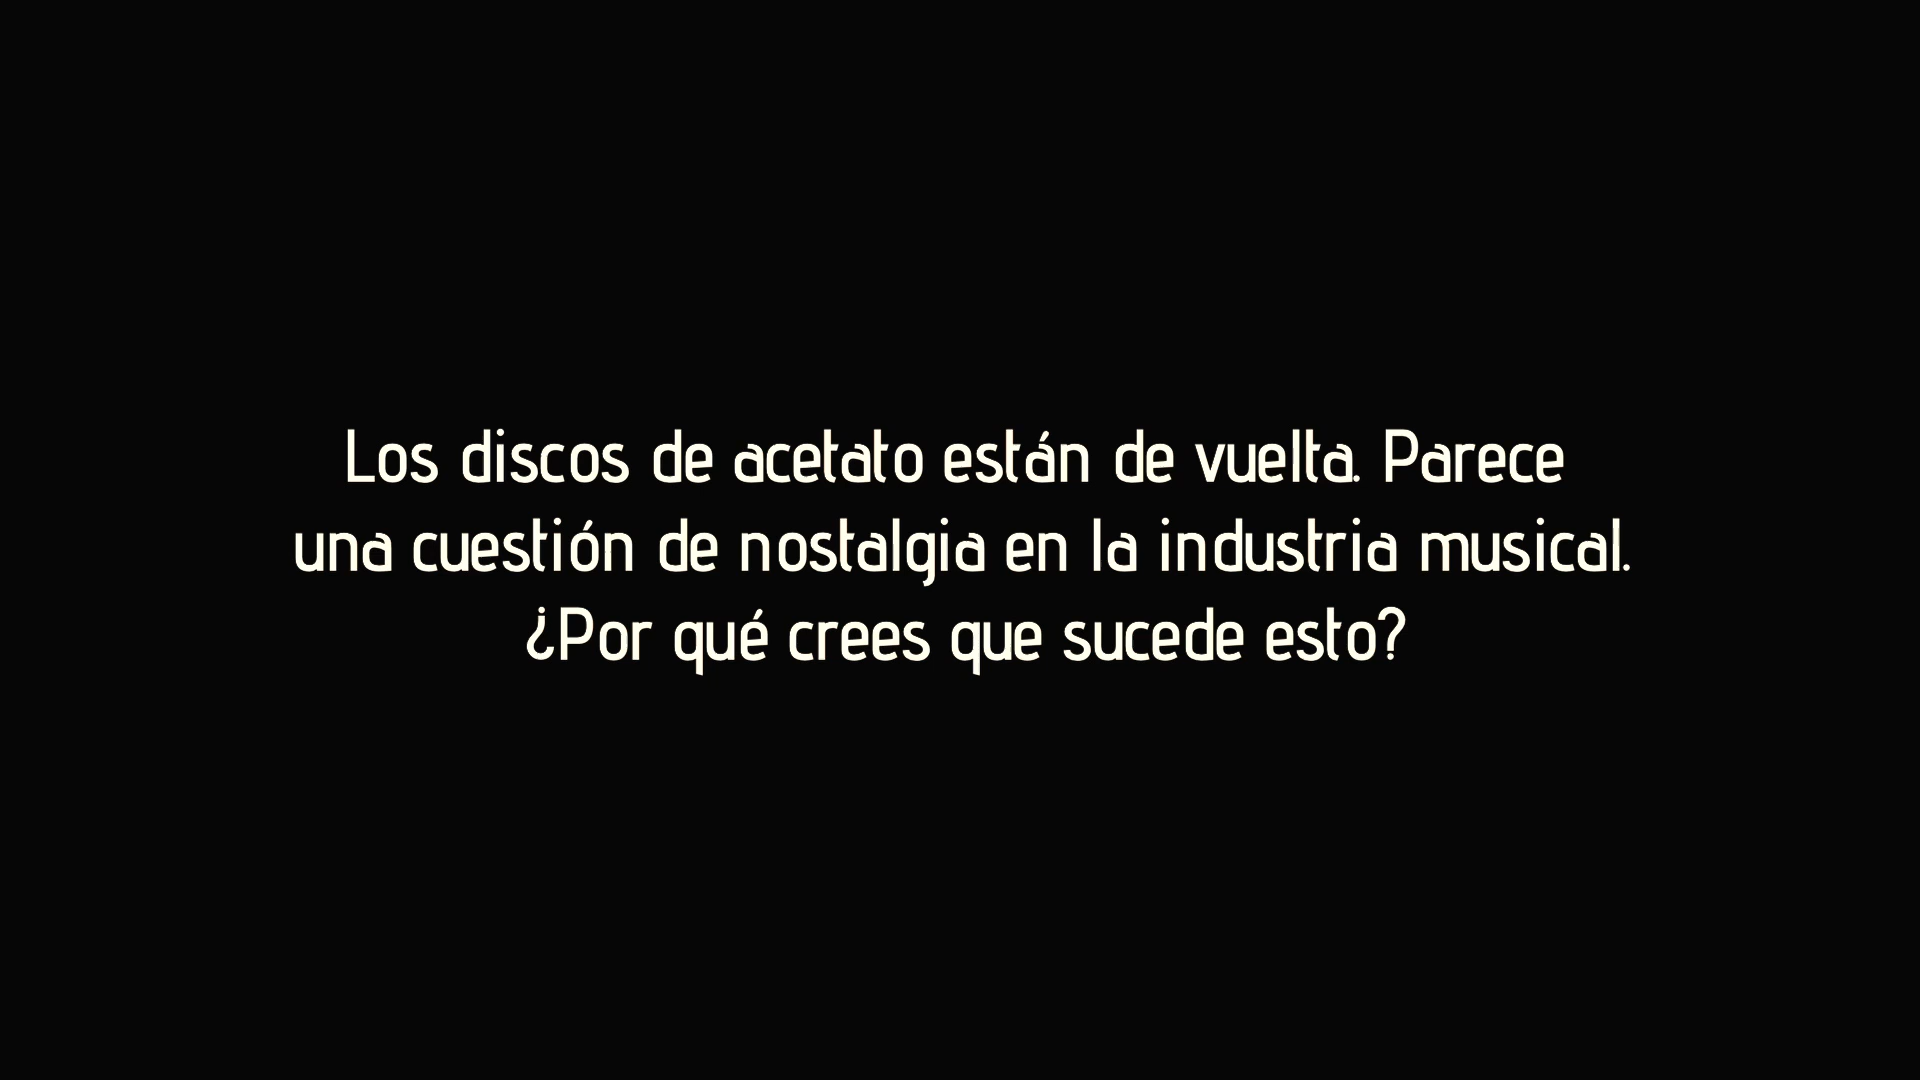 Los discos de acetato están de vuelta. Parece
una cuestión de nostalgia en la industria musical.
¿Por qué crees que sucede esto?